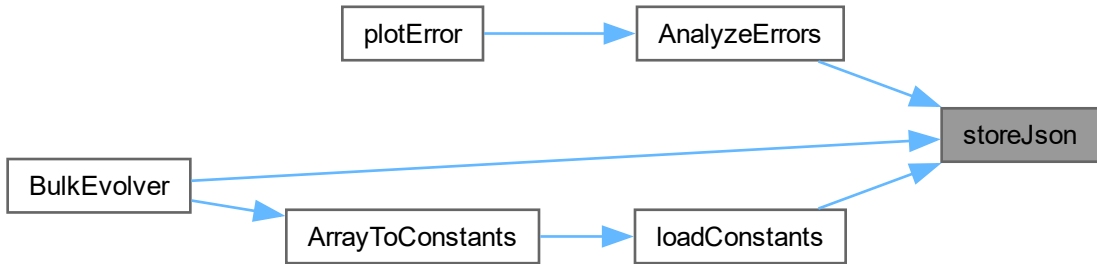 plotError
AnalyzeErrors
storeJson
BulkEvolver
ArrayToConstants
loadConstants